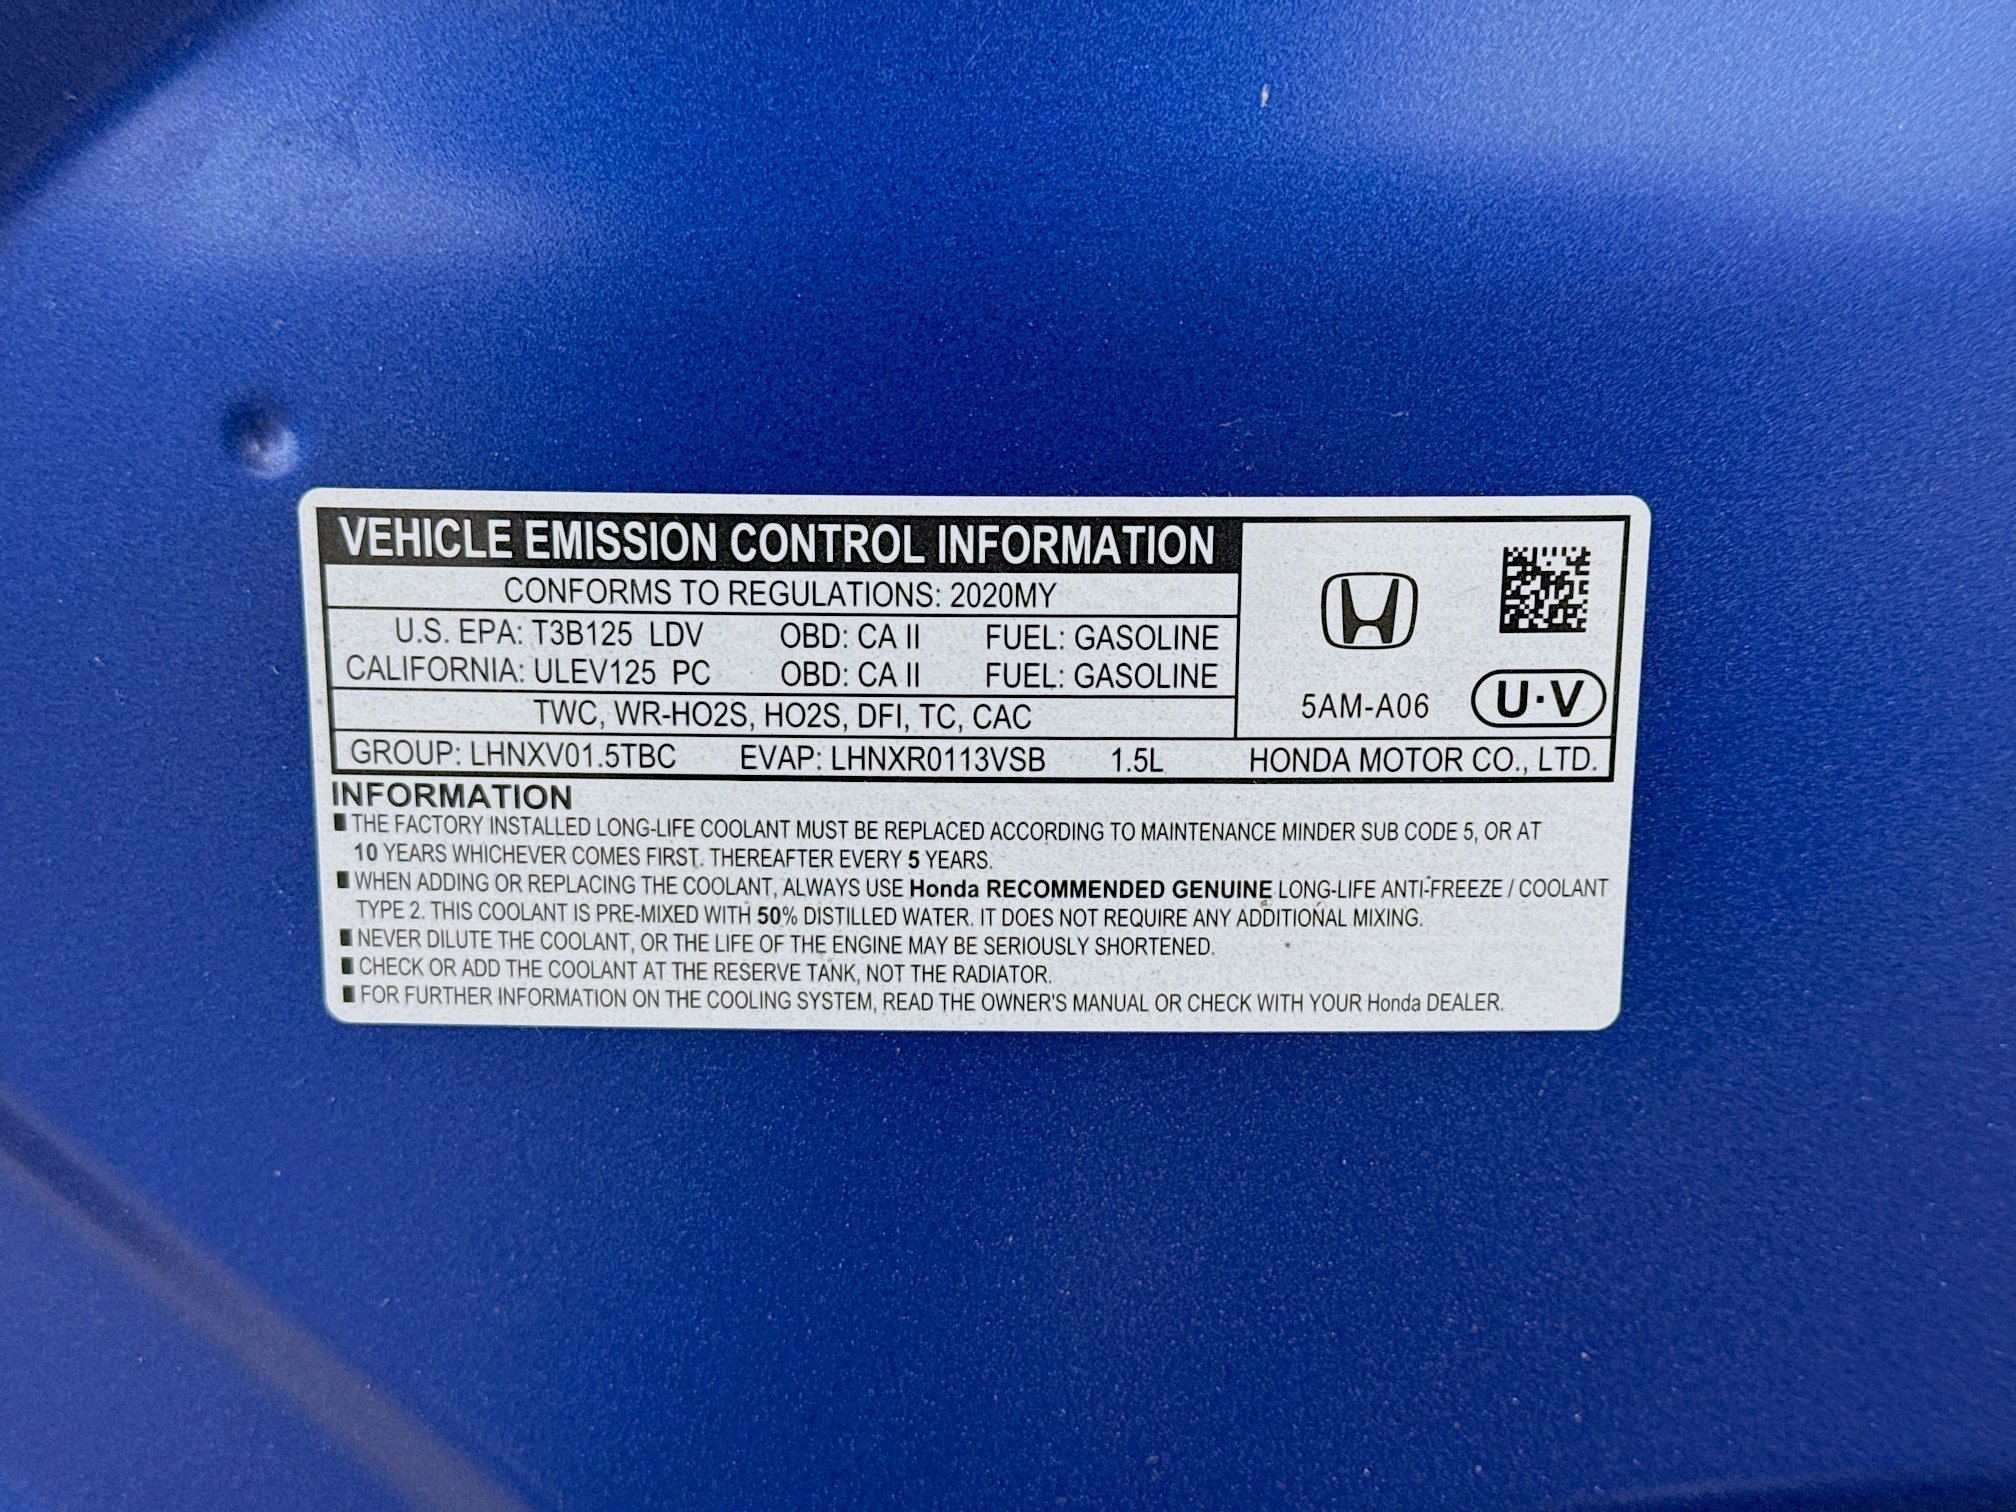 VEHICLE EMISSION CONTROL INFORMATION
CONFORMS TO REGULATIONS: 2020MY
U.S. EPA: T3B125 LDV OBD: CA II FUEL: GASOLINE
CALIFORNIA: ULEV125 PC OBD: CA II FUEL: GASOLINE
TWC, WR-HO2S, HO2S, DFI, TC, CAC
5AM-A06 U·V
GROUP: LHNXV01.5TBC EVAP: LHNXR0113VSB 1.5L HONDA MOTOR CO., LTD.
INFORMATION
THE FACTORY INSTALLED LONG-LIFE COOLANT MUST BE REPLACED ACCORDING TO MAINTENANCE MINDER SUB CODE 5, OR AT
10 YEARS WHICHEVER COMES FIRST. THEREAFTER EVERY 5 YEARS.
WHEN ADDING OR REPLACING THE COOLANT, ALWAYS USE Honda RECOMMENDED GENUINE LONG-LIFE ANTI-FREEZE / COOLANT
TYPE 2. THIS COOLANT IS PRE-MIXED WITH 50% DISTILLED WATER. IT DOES NOT REQUIRE ANY ADDITIONAL MIXING.
NEVER DILUTE THE COOLANT, OR THE LIFE OF THE ENGINE MAY BE SERIOUSLY SHORTENED.
CHECK OR ADD THE COOLANT AT THE RESERVE TANK, NOT THE RADIATOR.
FOR FURTHER INFORMATION ON THE COOLING SYSTEM, READ THE OWNER'S MANUAL OR CHECK WITH YOUR Honda DEALER.